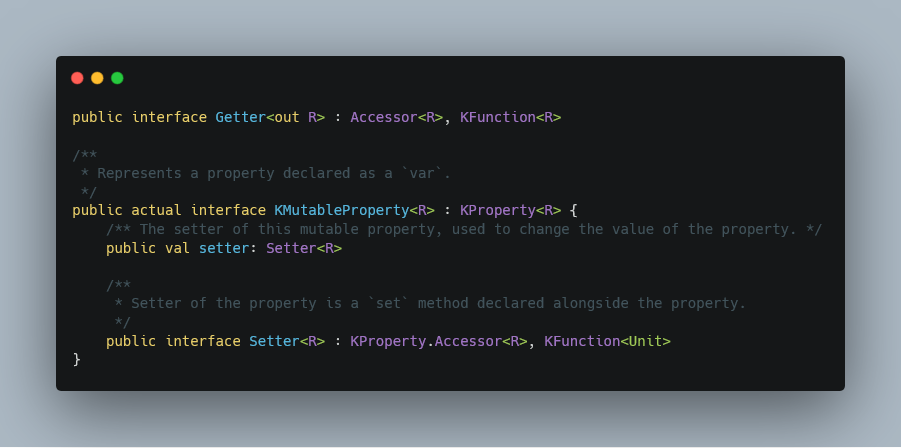 public interface Getter<out R> : Accessor<R>, KFunction<R>
/**
 * Represents a property declared as a `var`.
 */
public actual interface KMutableProperty<R> : KProperty<R> {
    /** The setter of this mutable property, used to change the value of the property. */
    public val setter: Setter<R>
    /**
     * Setter of the property is a `set` method declared alongside the property.
     */
    public interface Setter<R> : KProperty.Accessor<R>, KFunction<Unit>
}